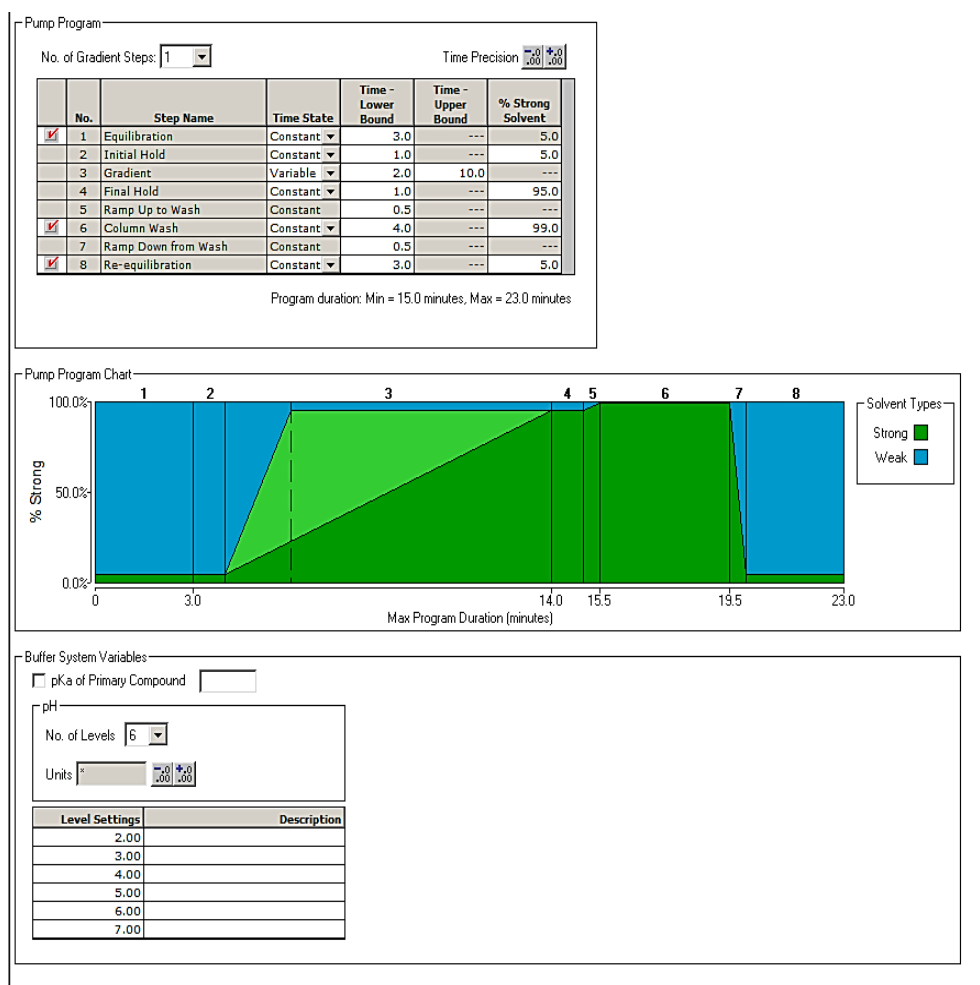 Pump Program
No. of Gradient Steps: 1 Time Precision -.0 .00 +.0 .00
No. Step Name Time State Time - Lower Bound Time - Upper Bound % Strong Solvent
1 Equilibration Constant 3.0 --- 5.0
2 Initial Hold Constant 1.0 --- 5.0
3 Gradient Variable 2.0 10.0 ---
4 Final Hold Constant 1.0 --- 95.0
5 Ramp Up to Wash Constant 0.5 --- ---
6 Column Wash Constant 4.0 --- 99.0
7 Ramp Down from Wash Constant 0.5 --- ---
8 Re-equilibration Constant 3.0 --- 5.0
Program duration: Min = 15.0 minutes, Max = 23.0 minutes
Pump Program Chart
1 2 3 4 5 6 7 8
100.0%
50.0%
0.0%
% Strong
0 3.0 14.0 15.5 19.5 23.0
Max Program Duration (minutes)
Solvent Types
Strong
Weak
Buffer System Variables
pKa of Primary Compound
pH
No. of Levels 6
Units * -.0 .00 +.0 .00
Level Settings Description
2.00
3.00
4.00
5.00
6.00
7.00